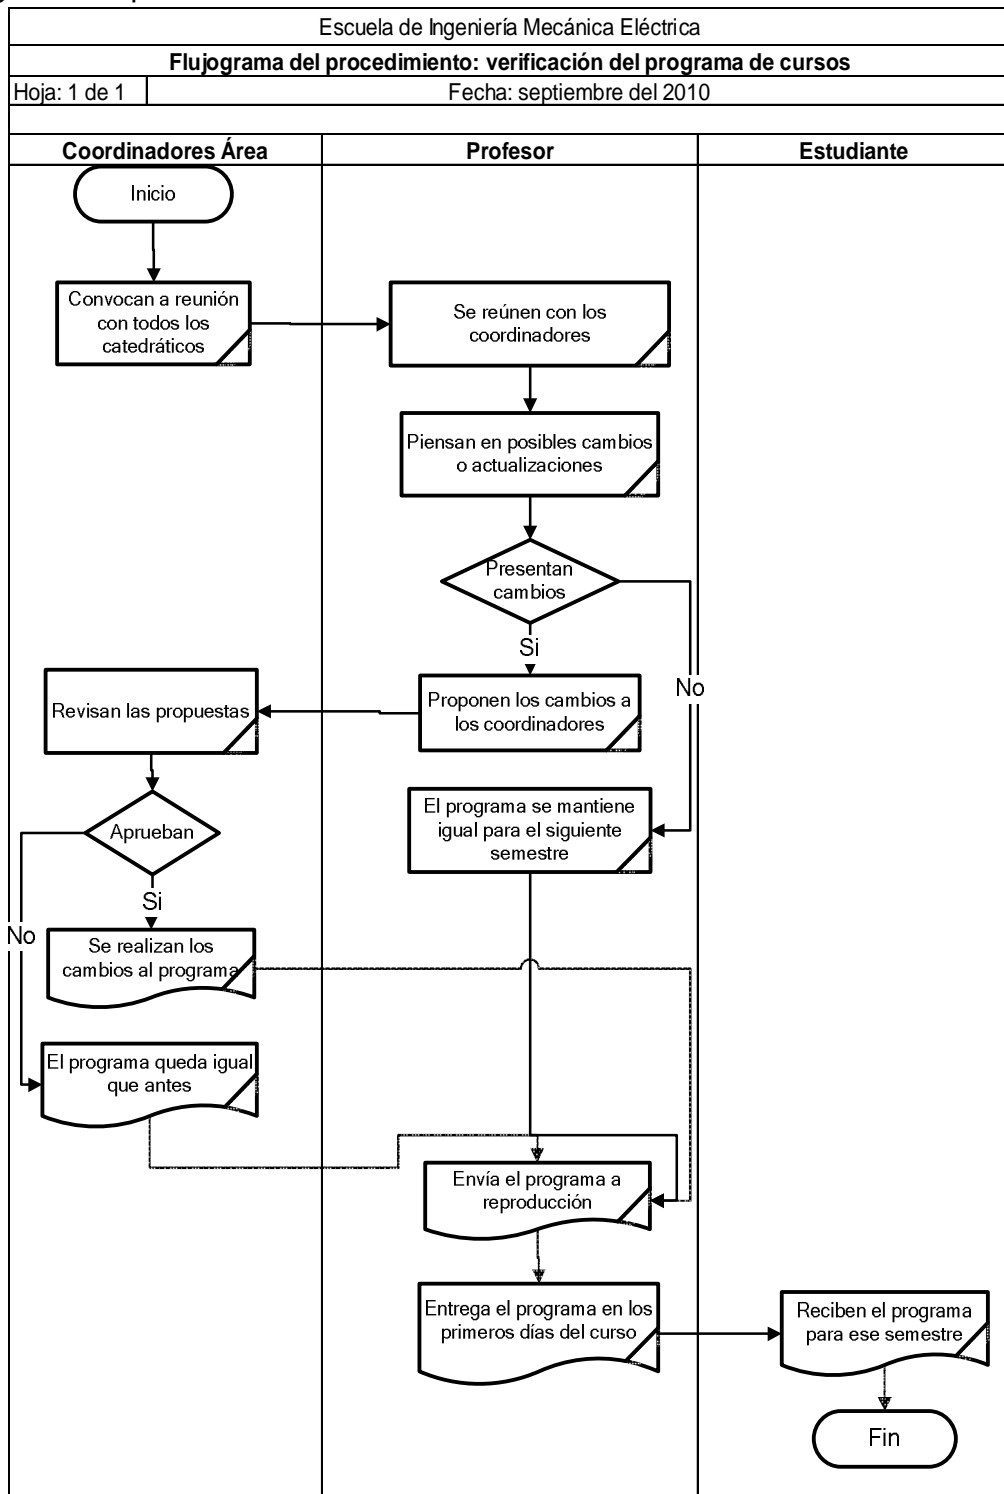 Escuela de Ingeniería Mecánica Eléctrica
Flujograma del procedimiento: verificación del programa de cursos
Hoja: 1 de 1
Fecha: septiembre del 2010
Coordinadores Área
Profesor
Estudiante
Inicio
Convocan a reunión
con todos los
catedráticos
Se reúnen con los
coordinadores
Piensan en posibles cambios
o actualizaciones
Presentan
cambios
Si
No
Proponen los cambios a
los coordinadores
Revisan las propuestas
El programa se mantiene
igual para el siguiente
semestre
Aprueban
Si
No
Se realizan los
cambios al programa
El programa queda igual
que antes
Envía el programa a
reproducción
Entrega el programa en los
primeros días del curso
Reciben el programa
para ese semestre
Fin